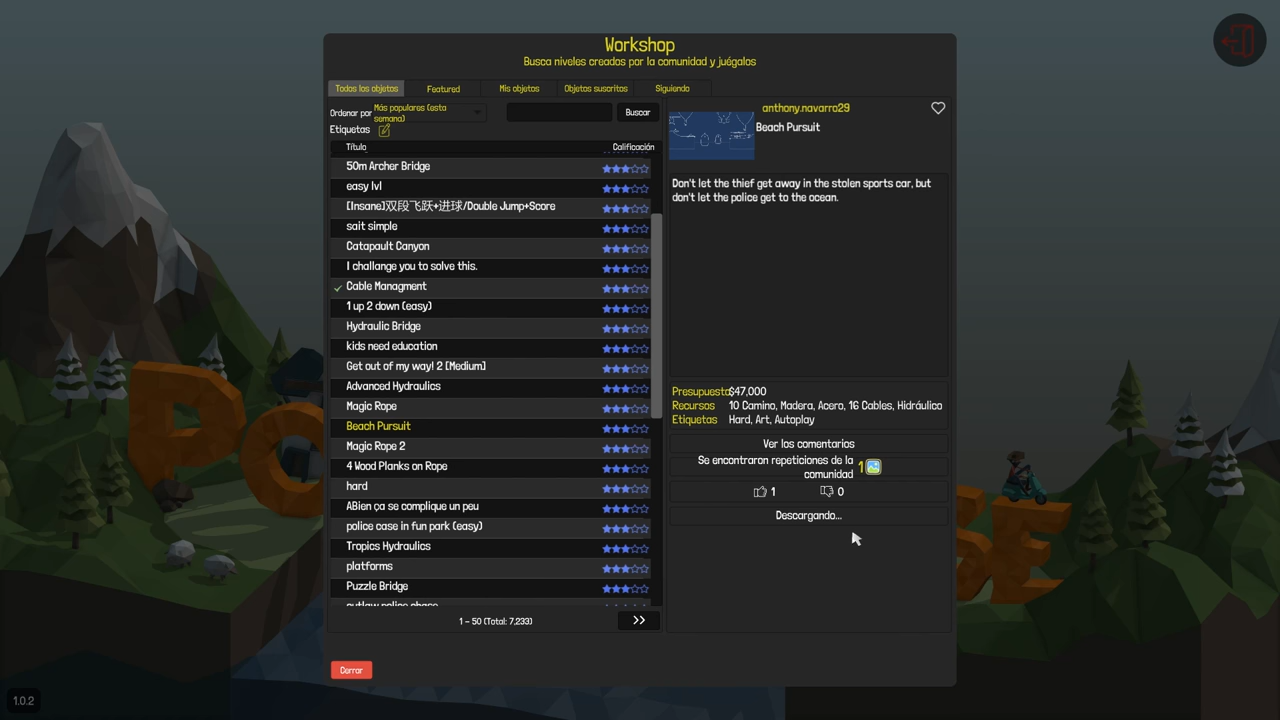 Workshop
Busca niveles creados por la comunidad y juégalos
Todos los objetos
Featured
Mis objetos
Objetos suscritos
Siguiendo
Ordenar por
Más populares (esta
semana)
Buscar
Etiquetas
Título
Calificación
50m Archer Bridge
easy lvl
[Insane]双段飞跃+进球/Double Jump+Score
sait simple
Catapault Canyon
I challange you to solve this.
Cable Managment
1 up 2 down (easy)
Hydraulic Bridge
kids need education
Get out of my way! 2 [Medium]
Advanced Hydraulics
Magic Rope
Beach Pursuit
Magic Rope 2
4 Wood Planks on Rope
hard
ABien ça se complique un peu
police case in fun park (easy)
Tropics Hydraulics
platforms
Puzzle Bridge
outlaw police chase
1 – 50 (Total: 7,233)
>>
Cerrar
anthony.navarro29
Beach Pursuit
Don't let the thief get away in the stolen sports car, but
don't let the police get to the ocean.
Presupuesto $47,000
Recursos 10 Camino, Madera, Acero, 16 Cables, Hidráulico
Etiquetas Hard, Art, Autoplay
Ver los comentarios
Se encontraron repeticiones de la
comunidad
1
1
0
Descargando...
1.0.2